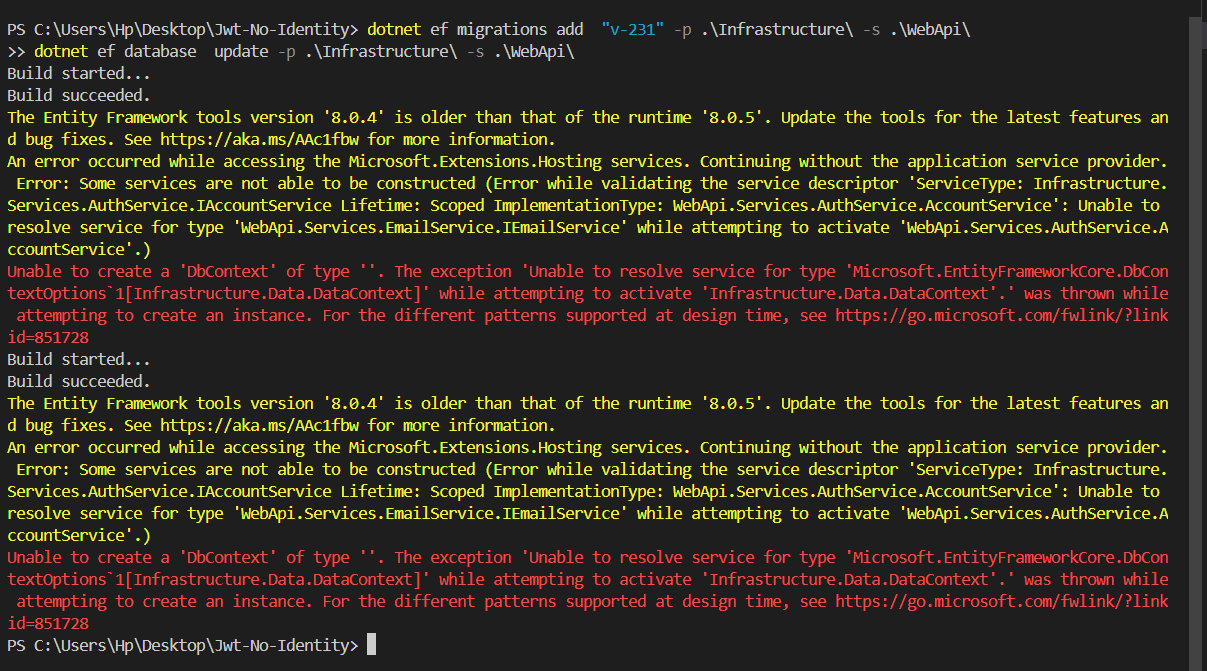 PS C:\Users\Hp\Desktop\Jwt-No-Identity> dotnet ef migrations add  "v-231" -p .\Infrastructure\ -s .\WebApi\
>> dotnet ef database  update -p .\Infrastructure\ -s .\WebApi\
Build started...
Build succeeded.
The Entity Framework tools version '8.0.4' is older than that of the runtime '8.0.5'. Update the tools for the latest features an
d bug fixes. See https://aka.ms/AAc1fbw for more information.
An error occurred while accessing the Microsoft.Extensions.Hosting services. Continuing without the application service provider.
 Error: Some services are not able to be constructed (Error while validating the service descriptor 'ServiceType: Infrastructure.
Services.AuthService.IAccountService Lifetime: Scoped ImplementationType: WebApi.Services.AuthService.AccountService': Unable to
resolve service for type 'WebApi.Services.EmailService.IEmailService' while attempting to activate 'WebApi.Services.AuthService.A
ccountService'.)
Unable to create a 'DbContext' of type ''. The exception 'Unable to resolve service for type 'Microsoft.EntityFrameworkCore.DbCon
textOptions`1[Infrastructure.Data.DataContext]' while attempting to activate 'Infrastructure.Data.DataContext'.' was thrown while
 attempting to create an instance. For the different patterns supported at design time, see https://go.microsoft.com/fwlink/?link
id=851728
Build started...
Build succeeded.
The Entity Framework tools version '8.0.4' is older than that of the runtime '8.0.5'. Update the tools for the latest features an
d bug fixes. See https://aka.ms/AAc1fbw for more information.
An error occurred while accessing the Microsoft.Extensions.Hosting services. Continuing without the application service provider.
 Error: Some services are not able to be constructed (Error while validating the service descriptor 'ServiceType: Infrastructure.
Services.AuthService.IAccountService Lifetime: Scoped ImplementationType: WebApi.Services.AuthService.AccountService': Unable to
resolve service for type 'WebApi.Services.EmailService.IEmailService' while attempting to activate 'WebApi.Services.AuthService.A
ccountService'.)
Unable to create a 'DbContext' of type ''. The exception 'Unable to resolve service for type 'Microsoft.EntityFrameworkCore.DbCon
textOptions`1[Infrastructure.Data.DataContext]' while attempting to activate 'Infrastructure.Data.DataContext'.' was thrown while
 attempting to create an instance. For the different patterns supported at design time, see https://go.microsoft.com/fwlink/?link
id=851728
PS C:\Users\Hp\Desktop\Jwt-No-Identity>